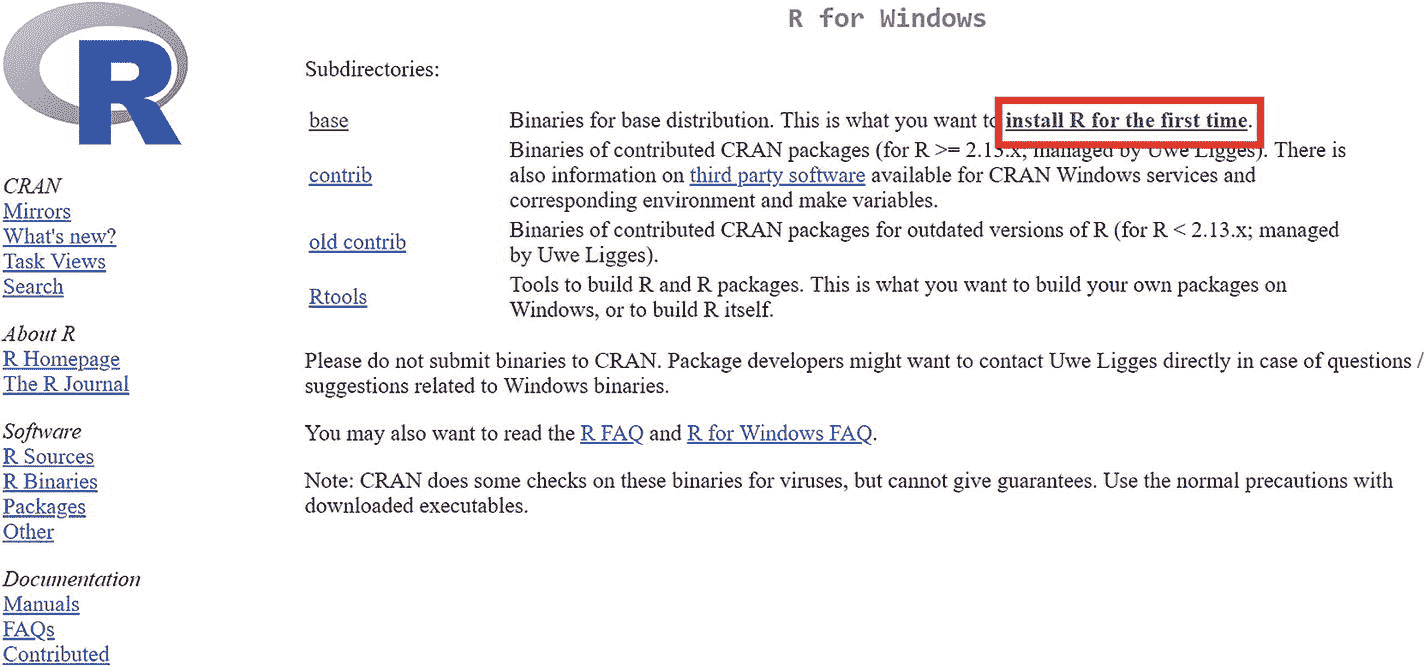 R
R for Windows
Subdirectories:
base
Binaries for base distribution. This is what you want to install R for the first time.
contrib
Binaries of contributed CRAN packages (for R >= 2.13.x; managed by Uwe Ligges). There is
also information on third party software available for CRAN Windows services and
corresponding environment and make variables.
old contrib
Binaries of contributed CRAN packages for outdated versions of R (for R < 2.13.x; managed
by Uwe Ligges).
Rtools
Tools to build R and R packages. This is what you want to build your own packages on
Windows, or to build R itself.
Please do not submit binaries to CRAN. Package developers might want to contact Uwe Ligges directly in case of questions /
suggestions related to Windows binaries.
You may also want to read the R FAQ and R for Windows FAQ.
Note: CRAN does some checks on these binaries for viruses, but cannot give guarantees. Use the normal precautions with
downloaded executables.
CRAN
Mirrors
What's new?
Task Views
Search
About R
R Homepage
The R Journal
Software
R Sources
R Binaries
Packages
Other
Documentation
Manuals
FAQs
Contributed